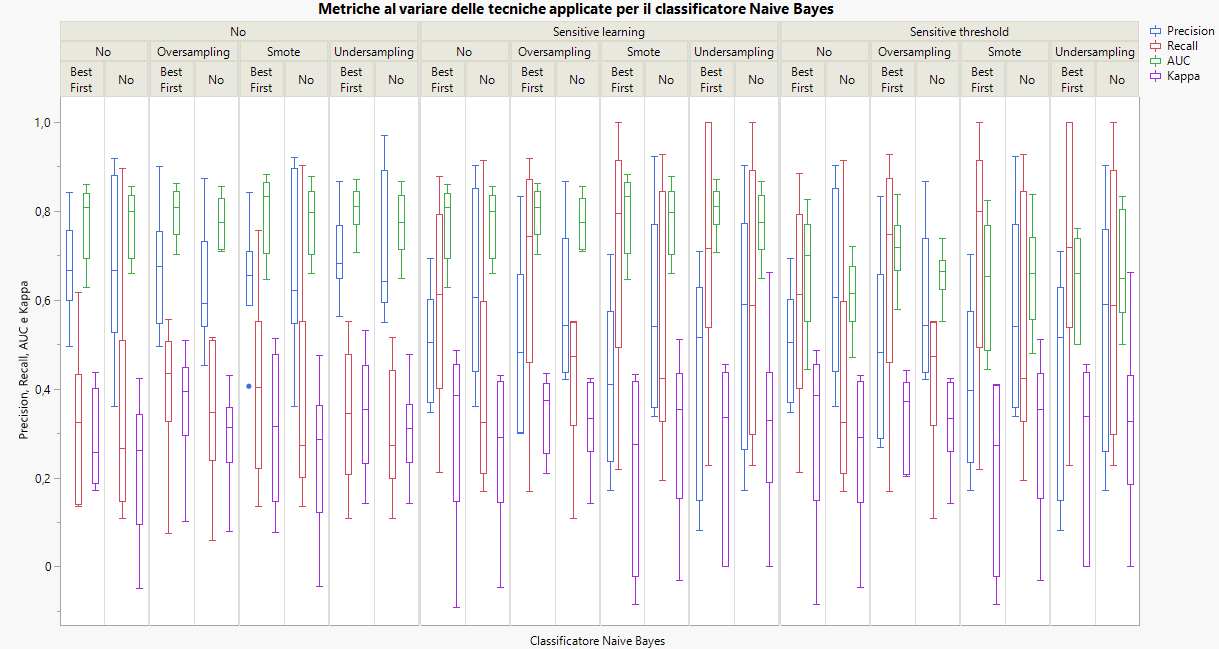 Metriche al variare delle tecniche applicate per il classificatore Naive Bayes
No Sensitive learning Sensitive threshold
No Oversampling Smote Undersampling No Oversampling Smote Undersampling No Oversampling Smote Undersampling
Best First No Best First No Best First No Best First No Best First No Best First No Best First No Best First No Best First No Best First No Best First No Best First No
Precision
Recall
AUC
Kappa
Precision, Recall, AUC e Kappa
1,0
0,8
0,6
0,4
0,2
0
Classificatore Naive Bayes